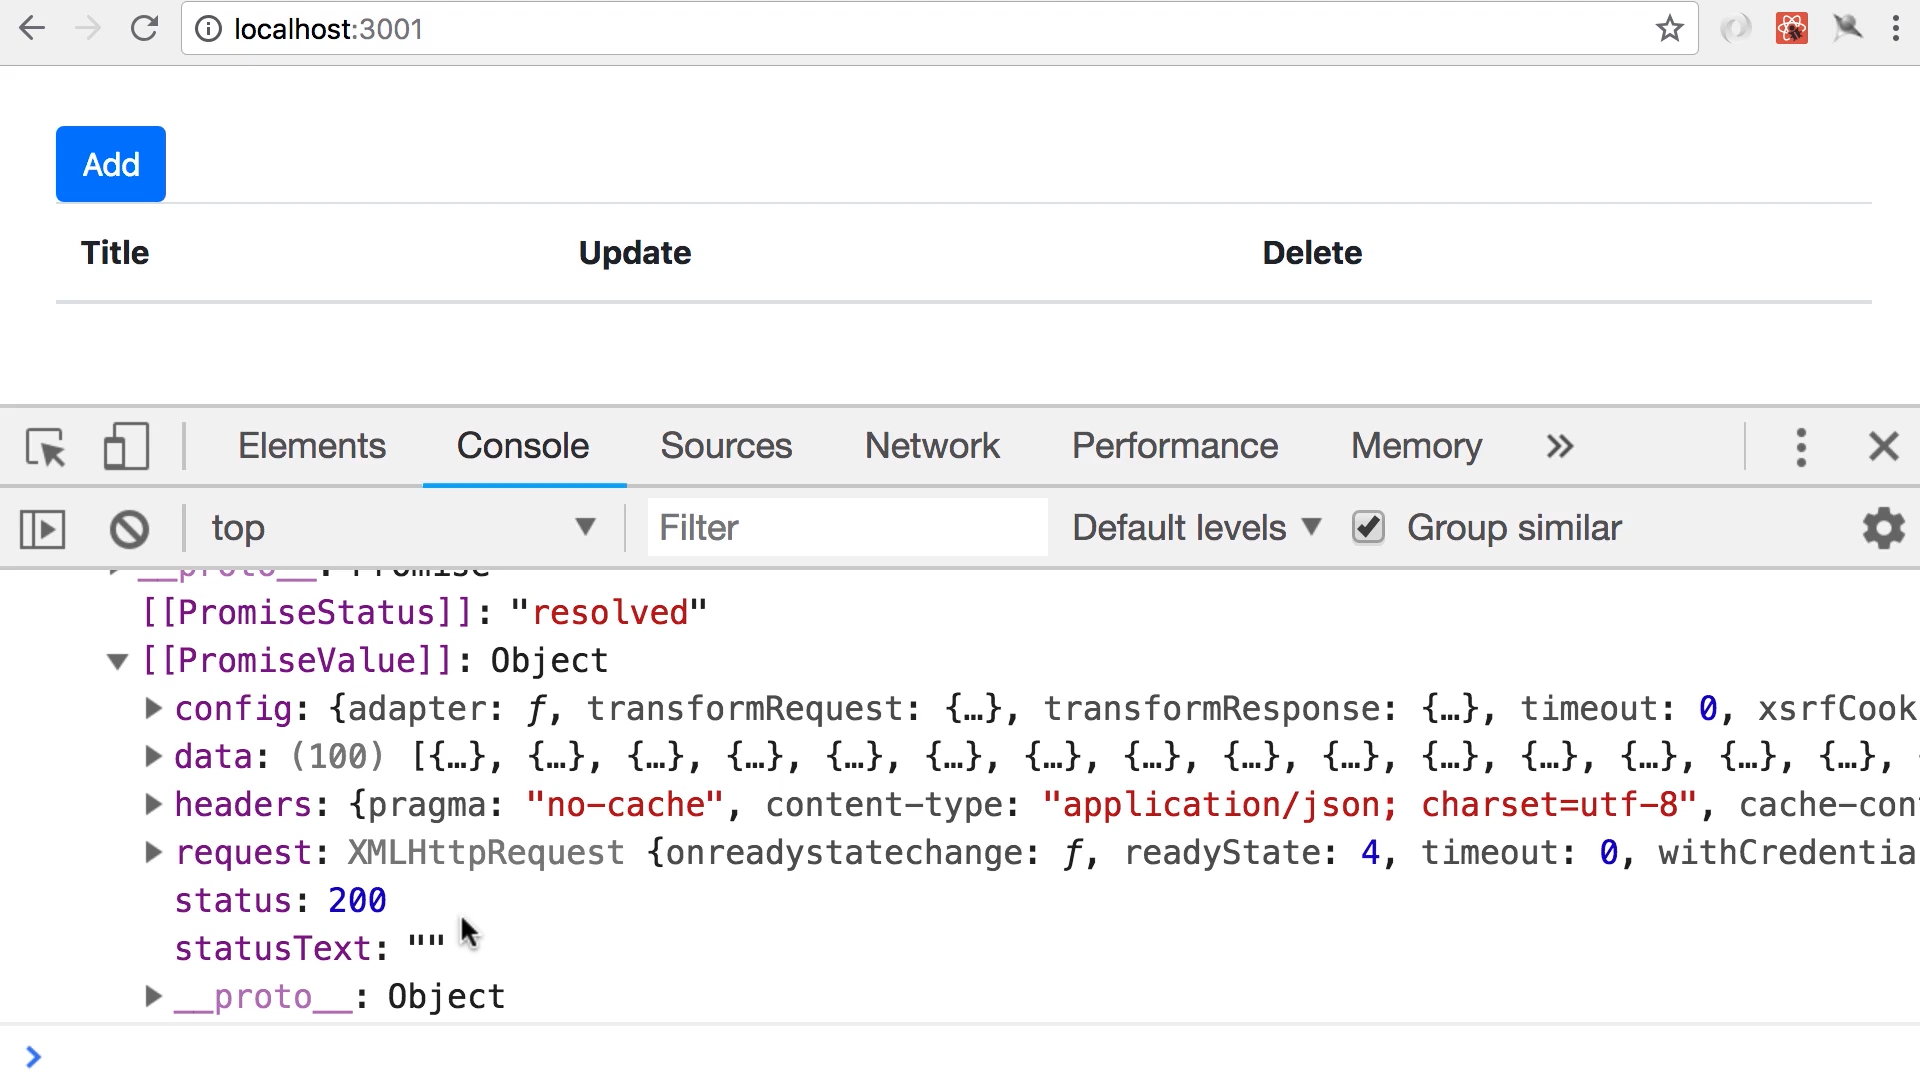 localhost:3001
Add
Title Update Delete
Elements Console Sources Network Performance Memory »
top ▼ Filter Default levels ▼ Group similar
__proto__: Promise
[[PromiseStatus]]: "resolved"
▼ [[PromiseValue]]: Object
▶ config: {adapter: ƒ, transformRequest: {…}, transformResponse: {…}, timeout: 0, xsrfCook
▶ data: (100) [{…}, {…}, {…}, {…}, {…}, {…}, {…}, {…}, {…}, {…}, {…}, {…}, {…}, {…}, {…},
▶ headers: {pragma: "no-cache", content-type: "application/json; charset=utf-8", cache-con
▶ request: XMLHttpRequest {onreadystatechange: ƒ, readyState: 4, timeout: 0, withCredentia
status: 200
statusText: ""
▶ __proto__: Object